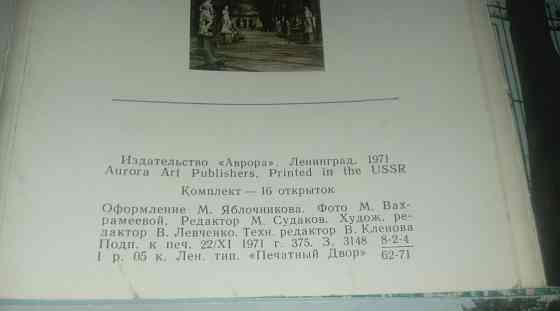 Издательство «Аврора». Ленинград. 1971
Aurora Art Publishers. Printed in the USSR
Комплект — 16 открыток
Оформление М. Яблочникова. Фото М. Вах-
рамеевой. Редактор М. Судаков. Худож. ре-
дактор В. Левченко. Техн. редактор В. Кленова
Подп. к печ. 22/XI 1971 г. 375. З. 3148 8-2-4
1 р. 05 к. Лен. тип. «Печатный Двор» 62-71